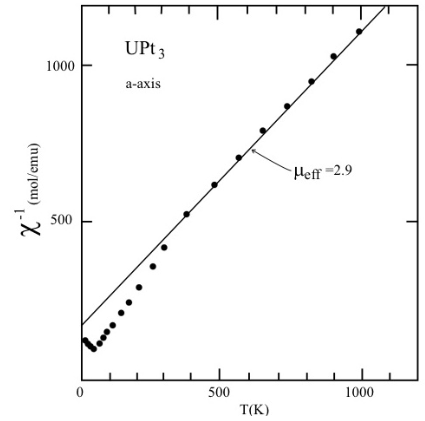 UPt₃
a-axis
1000
500
0
500
1000
χ⁻¹ (mol/emu)
μeff =2.9
T(K)